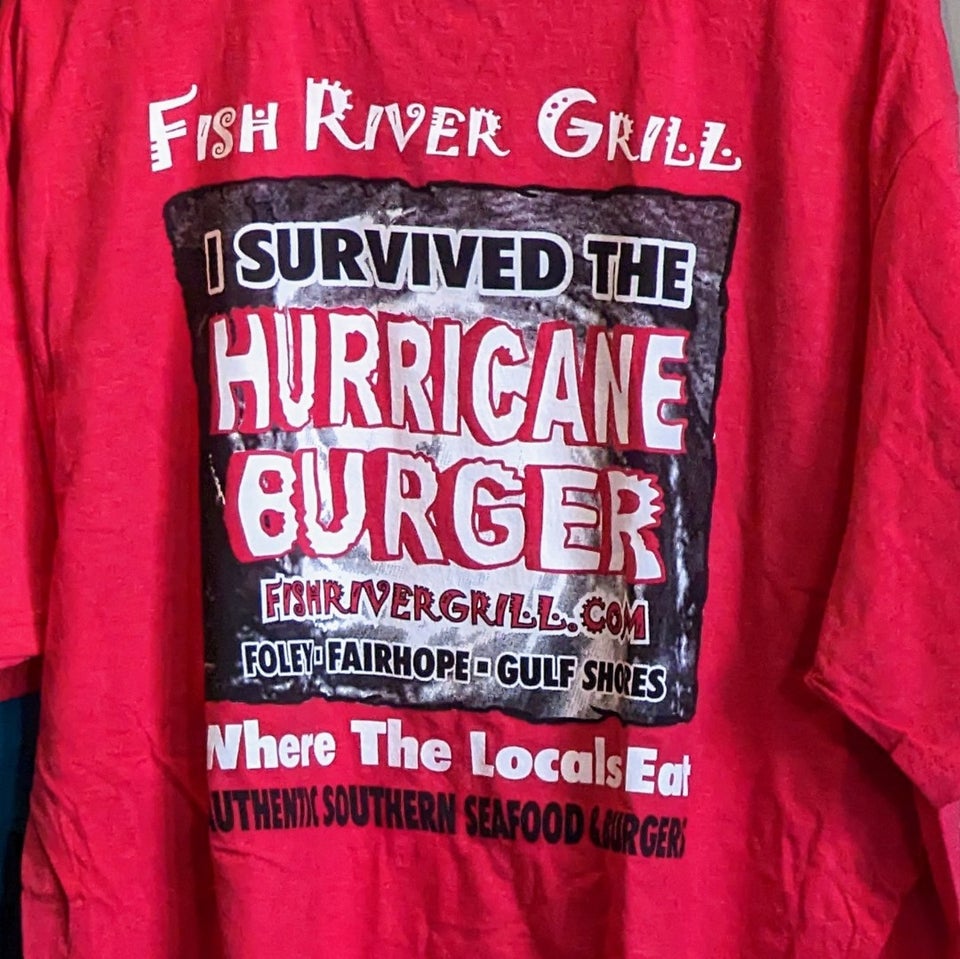 FISH RIVER GRILL
I SURVIVED THE
HURRICANE
BURGER
FISHRIVERGRILL.COM
FOLEY · FAIRHOPE · GULF SHORES
Where The Locals Eat
AUTHENTIC SOUTHERN SEAFOOD & BURGERS